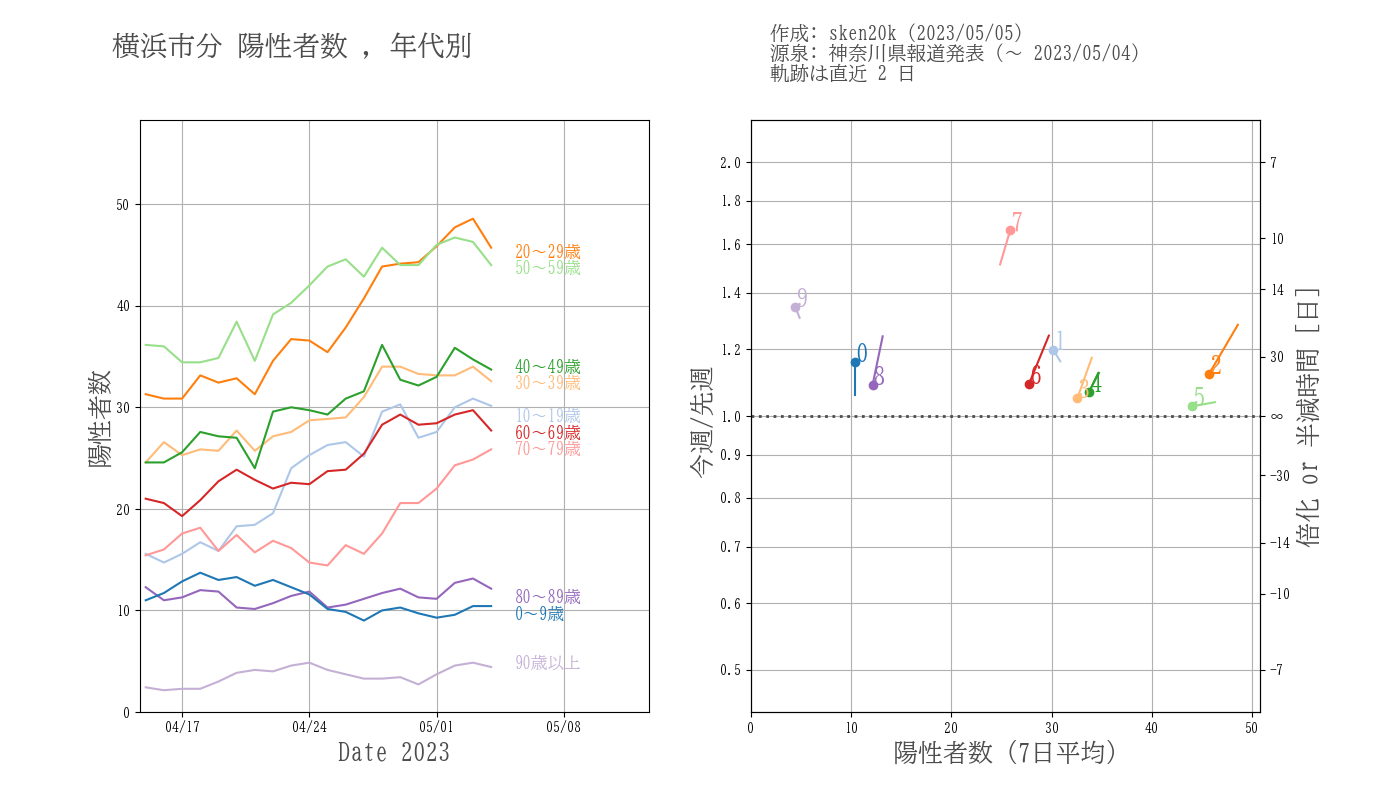 横浜市分 陽性者数 , 年代別
作成: sken20k (2023/05/05)
源泉: 神奈川県報道発表 (〜 2023/05/04)
軌跡は直近 2 日
陽性者数
50
40
30
20
10
0
20〜29歳
50〜59歳
40〜49歳
30〜39歳
10〜19歳
60〜69歳
70〜79歳
80〜89歳
0〜9歳
90歳以上
04/17 04/24 05/01 05/08
Date 2023
今週/先週
2.0
1.8
1.6
1.4
1.2
1.0
0.9
0.8
0.7
0.6
0.5
7
9
0
8
1
6
3
4
2
5
7
10
14
30
∞
−30
−14
−10
−7
倍化 or 半減時間 [日]
0 10 20 30 40 50
陽性者数 (7日平均)